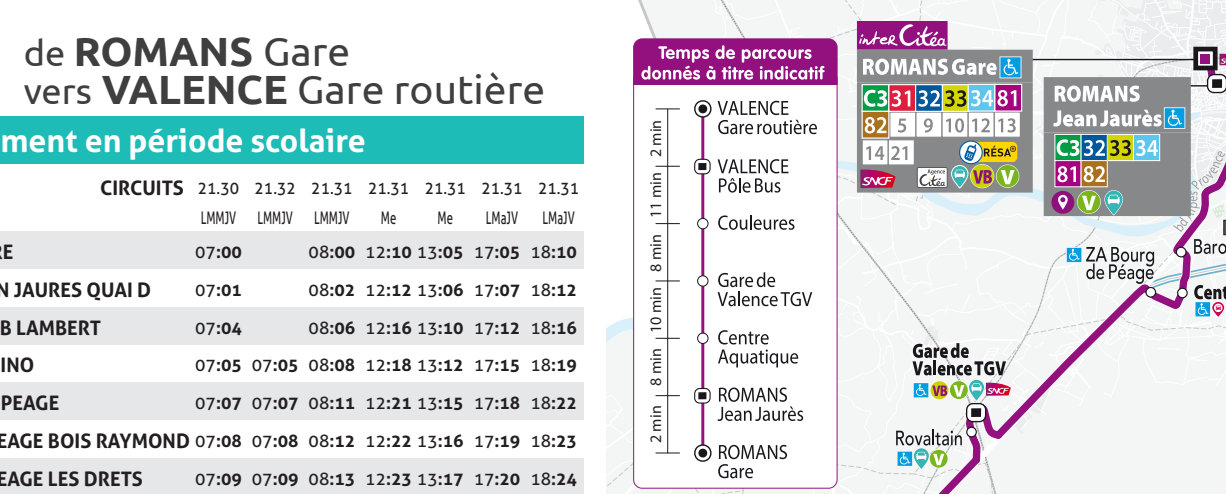 de ROMANS Gare
vers VALENCE Gare routière
ment en période scolaire
CIRCUITS 21.30 21.32 21.31 21.31 21.31 21.31 21.31
LMMJV LMMJV LMMJV Me Me LMaJV LMaJV
RE 07:00 08:00 12:10 13:05 17:05 18:10
N JAURES QUAI D 07:01 08:02 12:12 13:06 17:07 18:12
B LAMBERT 07:04 08:06 12:16 13:10 17:12 18:16
INO 07:05 07:05 08:08 12:18 13:12 17:15 18:19
PEAGE 07:07 07:07 08:11 12:21 13:15 17:18 18:22
EAGE BOIS RAYMOND 07:08 07:08 08:12 12:22 13:16 17:19 18:23
EAGE LES DRETS 07:09 07:09 08:13 12:23 13:17 17:20 18:24
Temps de parcours
donnés à titre indicatif
VALENCE
Gare routière
2 min
VALENCE
Pôle Bus
11 min
Couleures
8 min
Gare de
Valence TGV
10 min
Centre
Aquatique
8 min
ROMANS
Jean Jaurès
2 min
ROMANS
Gare
inter Citéa
ROMANS Gare
C3 31 32 33 34 81
82 5 9 10 12 13
14 21 RÉSA®
SNCF Agence Citéa VB V
ROMANS
Jean Jaurès
C3 32 33 34
81 82
V
bd Alpes Provence
ZA Bourg
de Péage
Baro
Cent
Gare de
Valence TGV
VB V SNCF
Rovaltain
V